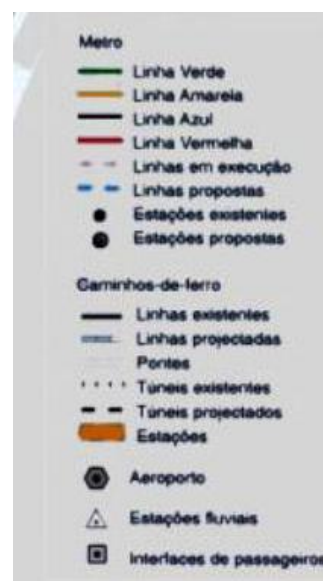 Metro
Linha Verde
Linha Amarela
Linha Azul
Linha Vermelha
Linhas em execução
Linhas propostas
Estações existentes
Estações propostas
Caminhos-de-ferro
Linhas existentes
Linhas projectadas
Pontes
Túneis existentes
Túneis projectados
Estações
Aeroporto
Estações fluviais
Interfaces de passageiros